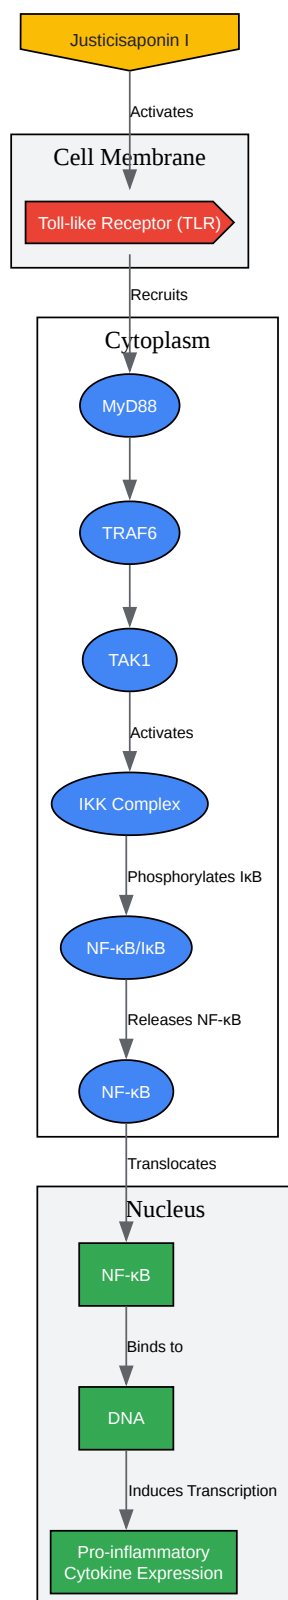 Justicisaponin I
Activates
Cell Membrane
Toll-like Receptor (TLR)
Recruits
Cytoplasm
MyD88
TRAF6
TAK1
Activates
IKK Complex
Phosphorylates IκB
NF-κB/IκB
Releases NF-κB
NF-κB
Translocates
Nucleus
NF-κB
Binds to
DNA
Induces Transcription
Pro-inflammatory
Cytokine Expression